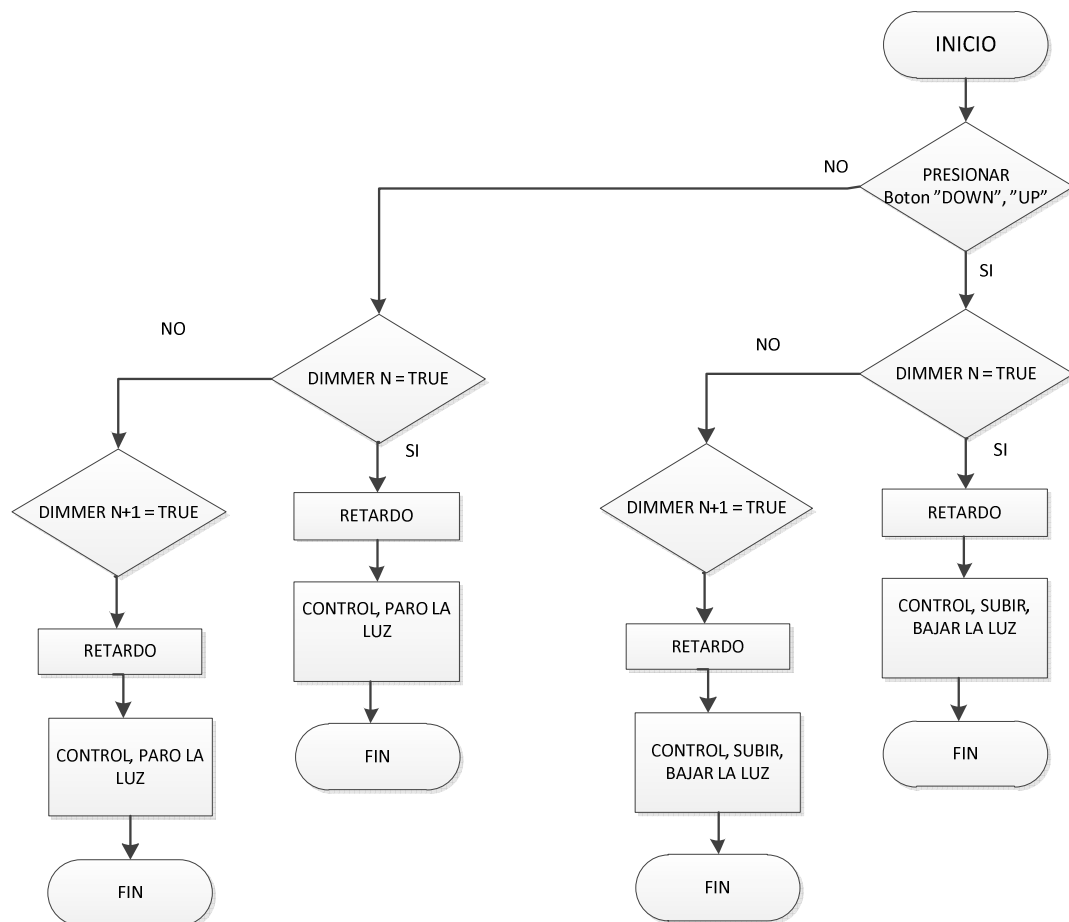 INICIO
NO
PRESIONAR
Boton ”DOWN”, ”UP”
SI
NO
DIMMER N = TRUE
NO
DIMMER N = TRUE
SI
SI
DIMMER N+1 = TRUE
RETARDO
DIMMER N+1 = TRUE
RETARDO
CONTROL, PARO LA
LUZ
CONTROL, SUBIR,
BAJAR LA LUZ
RETARDO
RETARDO
FIN
FIN
CONTROL, PARO LA
LUZ
CONTROL, SUBIR,
BAJAR LA LUZ
FIN
FIN